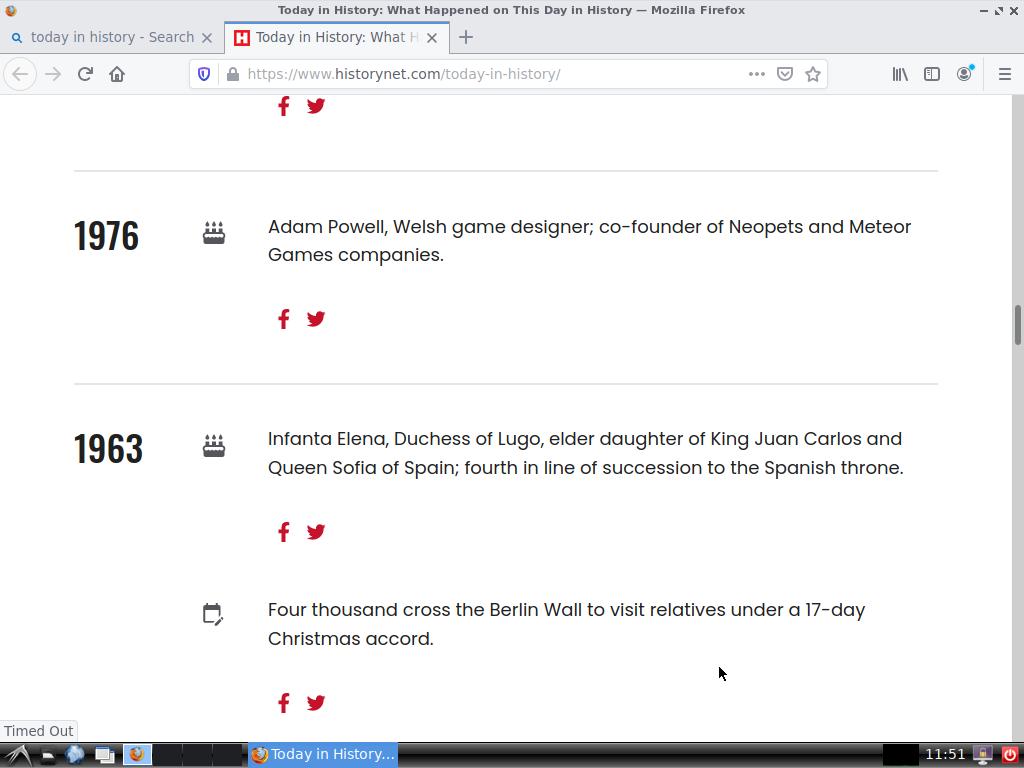 Today in History: What Happened on This Day in History — Mozilla Firefox
today in history - Search
Today in History: What H
https://www.historynet.com/today-in-history/
1976
Adam Powell, Welsh game designer; co-founder of Neopets and Meteor
Games companies.
1963
Infanta Elena, Duchess of Lugo, elder daughter of King Juan Carlos and
Queen Sofia of Spain; fourth in line of succession to the Spanish throne.
Four thousand cross the Berlin Wall to visit relatives under a 17-day
Christmas accord.
Timed Out
Today in History...
11:51